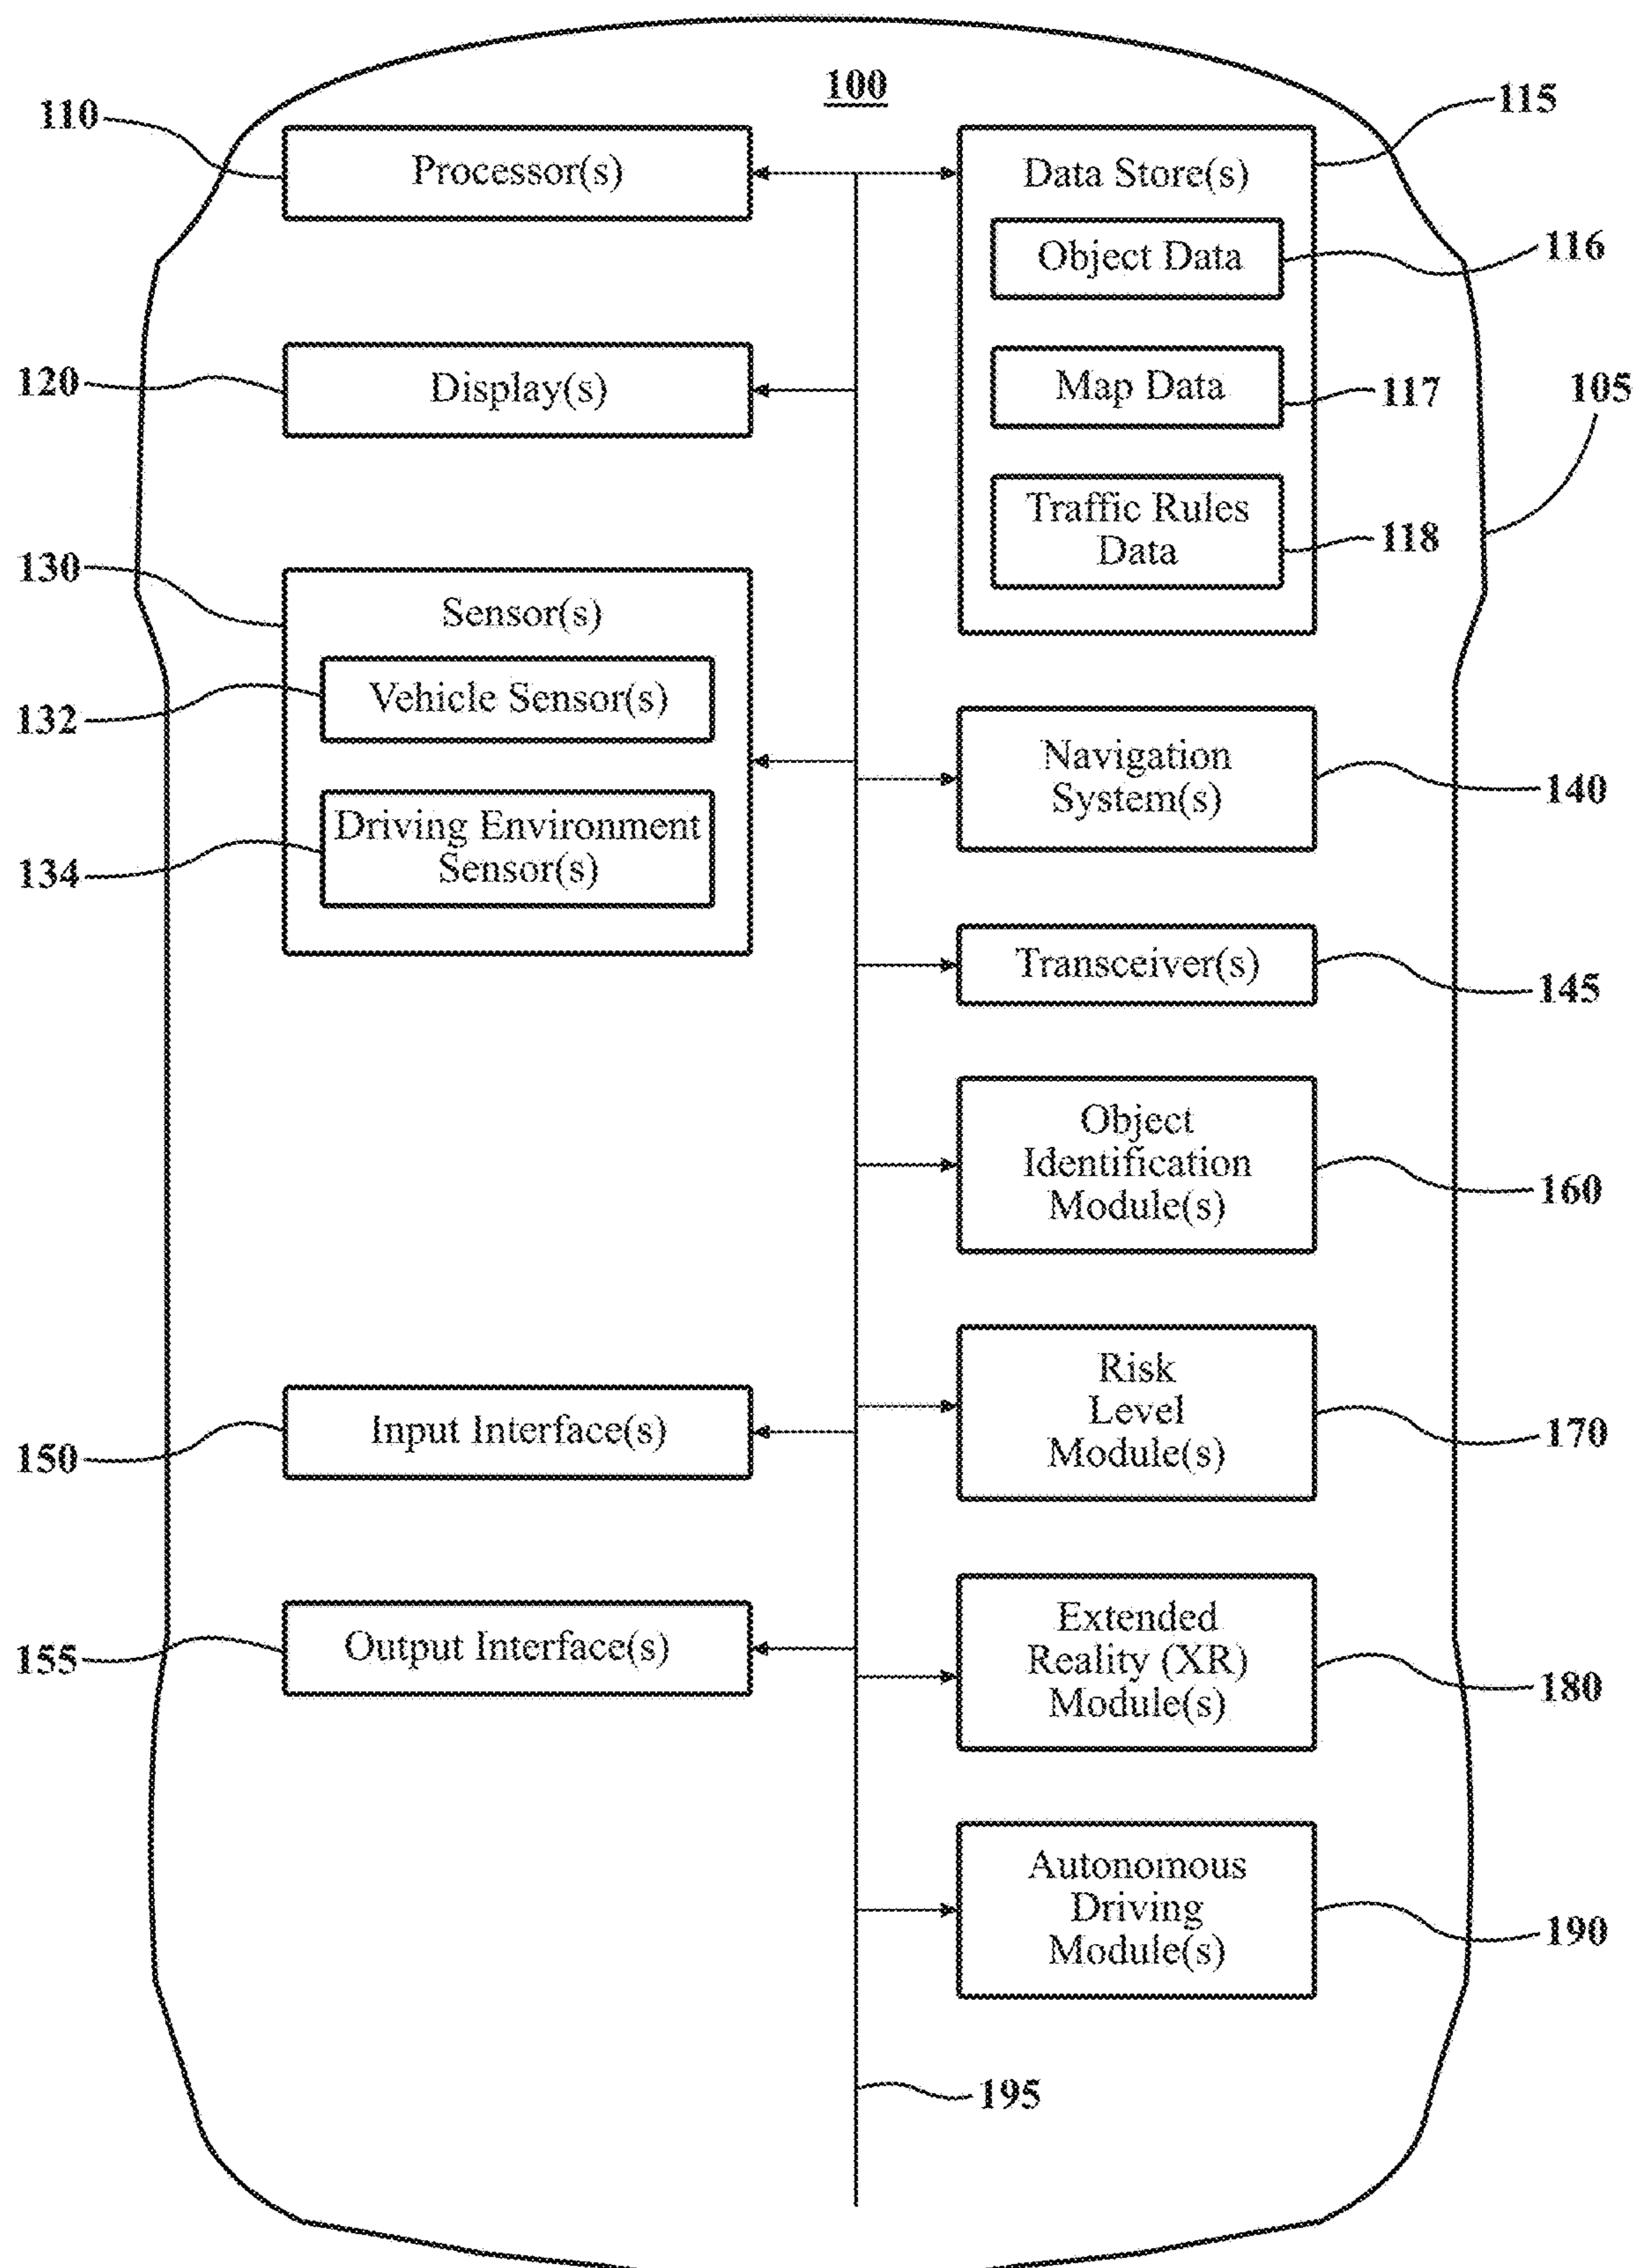 100
110
Processor(s)
Data Store(s)
115
Object Data
116
120
Display(s)
Map Data
117
105
Traffic Rules
Data
118
130
Sensor(s)
132
Vehicle Sensor(s)
134
Driving Environment
Sensor(s)
Navigation
System(s)
140
Transceiver(s)
145
Object
Identification
Module(s)
160
150
Input Interface(s)
Risk
Level
Module(s)
170
155
Output Interface(s)
Extended
Reality (XR)
Module(s)
180
Autonomous
Driving
Module(s)
190
195